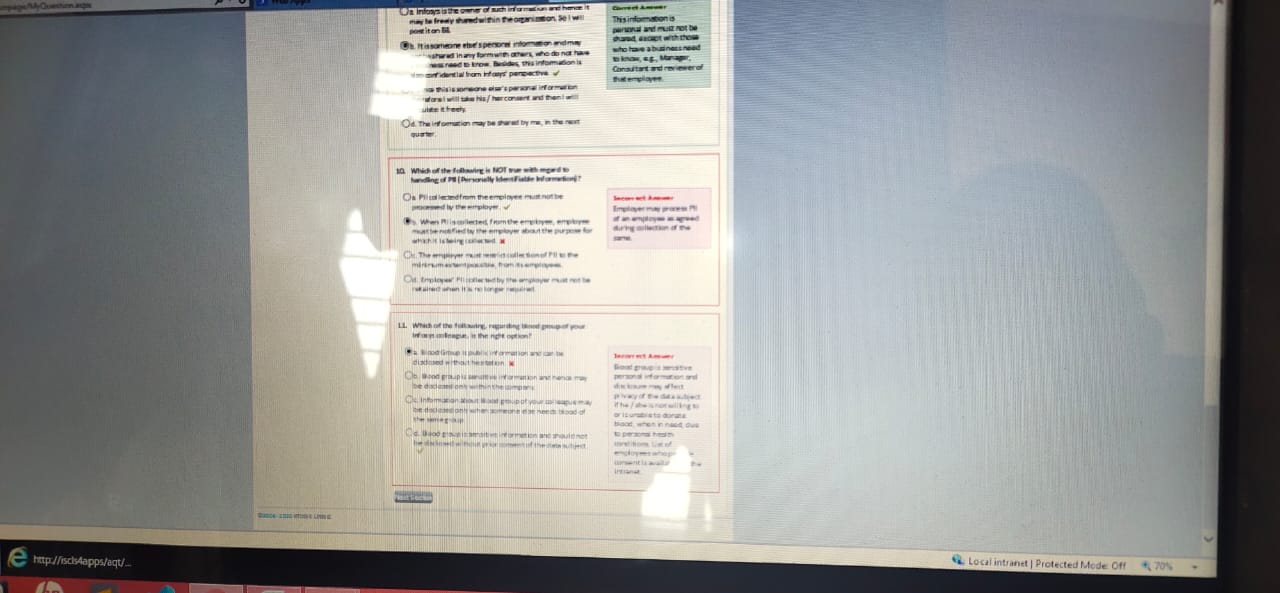 Oa. Infosys is the owner of such information and hence it
may be freely shared within the organization. So I will
post it on BB.
b. It is someone else's personal information and may
shared in any form with others, who do not have
need to know. Besides, this information is
confidential from Infosys' perspective ✓
this is someone else's personal information
I will take his / her consent and then I will
it freely.
Od. The information may be shared by me, in the next
quarter.
Correct Answer
This information is
personal and must not be
shared, except with those
who have a business need
to know, e.g., Manager,
Consultant and reviewer of
that employee.
10. Which of the following is NOT true with regard to
handling of PII (Personally Identifiable Information)?
Oa. PII collected from the employee must not be
processed by the employer. ✓
b. When PII is collected, from the employee, employee
must be notified by the employer about the purpose for
which it is being collected. ✖
Oc. The employer must restrict collection of PII to the
minimum extent possible, from its employees.
Od. Employees' PII collected by the employer must not be
retained when it is no longer required.
Incorrect Answer
Employer may process PII
of an employee as agreed
during collection of the
same.
11. Which of the following, regarding blood group of your
Infosys colleague, is the right option?
a. Blood Group is public information and can be
disclosed without hesitation ✖
Ob. Blood group is sensitive information and hence may
be disclosed only within the company.
Oc. Information about Blood group of your colleague may
be disclosed only when someone else needs blood of
the same group
Od. Blood group is sensitive information and should not
be disclosed without prior consent of the data subject.
✓
Incorrect Answer
Blood group is sensitive
personal information and
disclosure may affect
privacy of the data subject
if he / she is not willing to
or is unable to donate
blood, when in need, due
to personal health
conditions. List of
employees who
consent is the
intranet.
Next Section
http://iscls4apps/aqt/...
Local intranet | Protected Mode: Off
70%